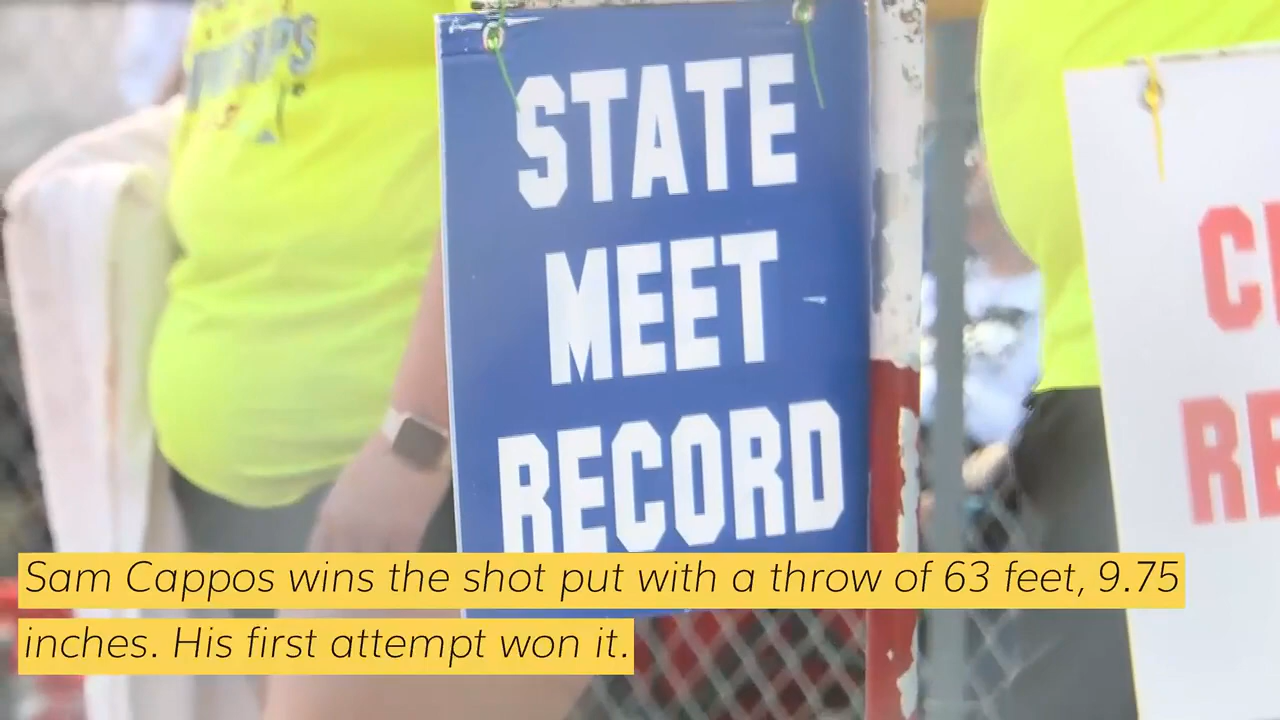 STATE
MEET
RECORD
Sam Cappos wins the shot put with a throw of 63 feet, 9.75
inches. His first attempt won it.